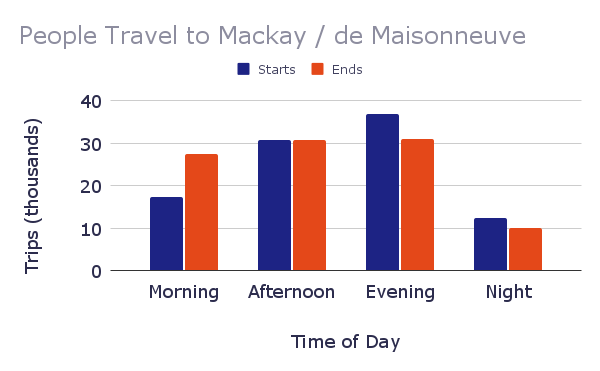 People Travel to Mackay / de Maisonneuve
Starts Ends
Trips (thousands)
40
30
20
10
0
Morning Afternoon Evening Night
Time of Day